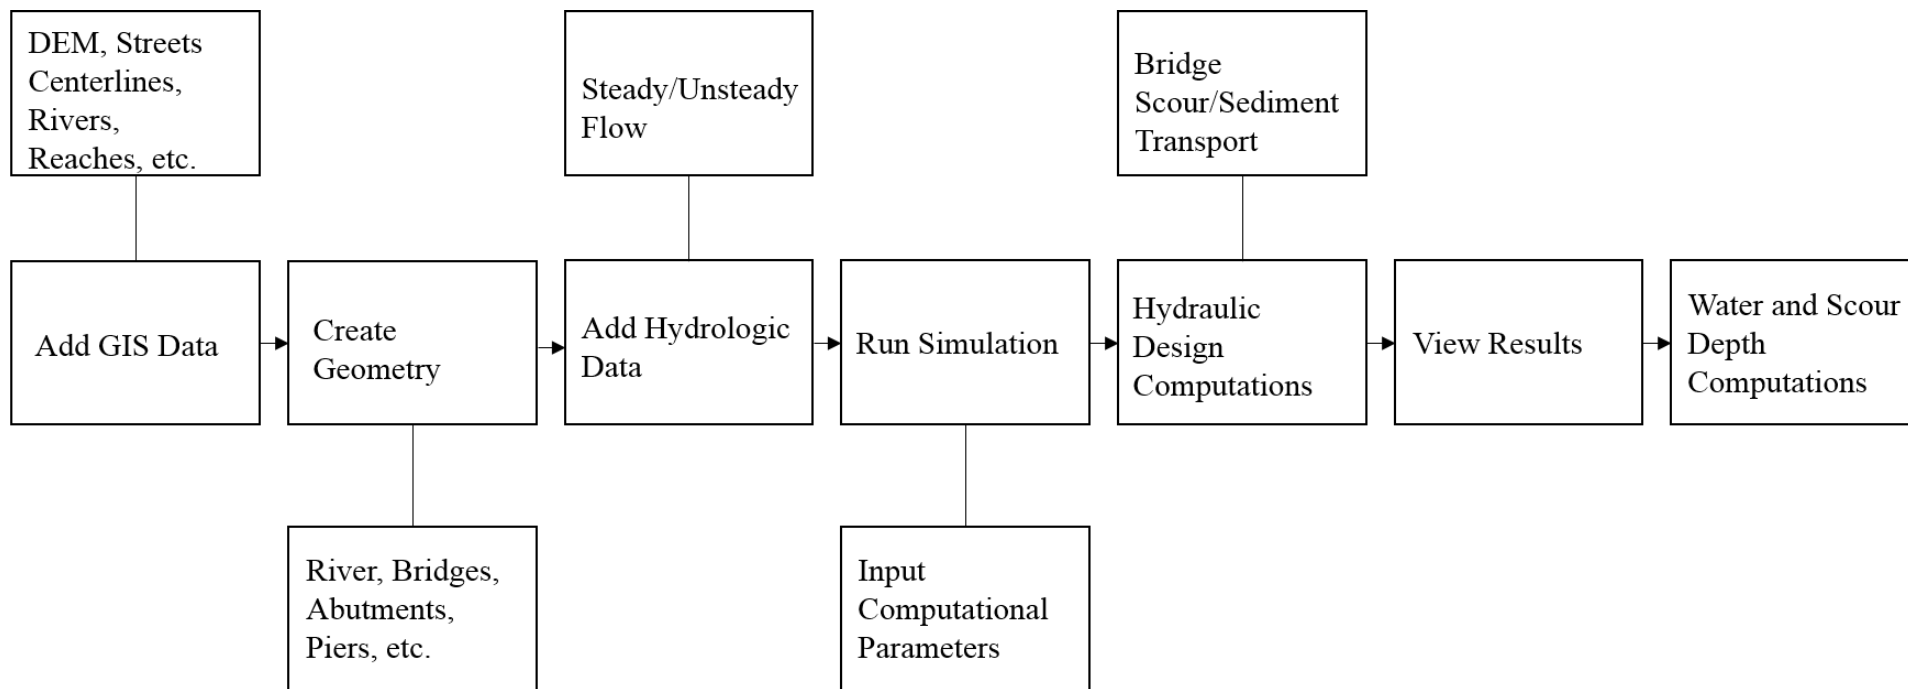 DEM, Streets
Centerlines,
Rivers,
Reaches, etc.
Steady/Unsteady
Flow
Bridge
Scour/Sediment
Transport
Add GIS Data
Create
Geometry
Add Hydrologic
Data
Run Simulation
Hydraulic
Design
Computations
View Results
Water and Scour
Depth
Computations
River, Bridges,
Abutments,
Piers, etc.
Input
Computational
Parameters